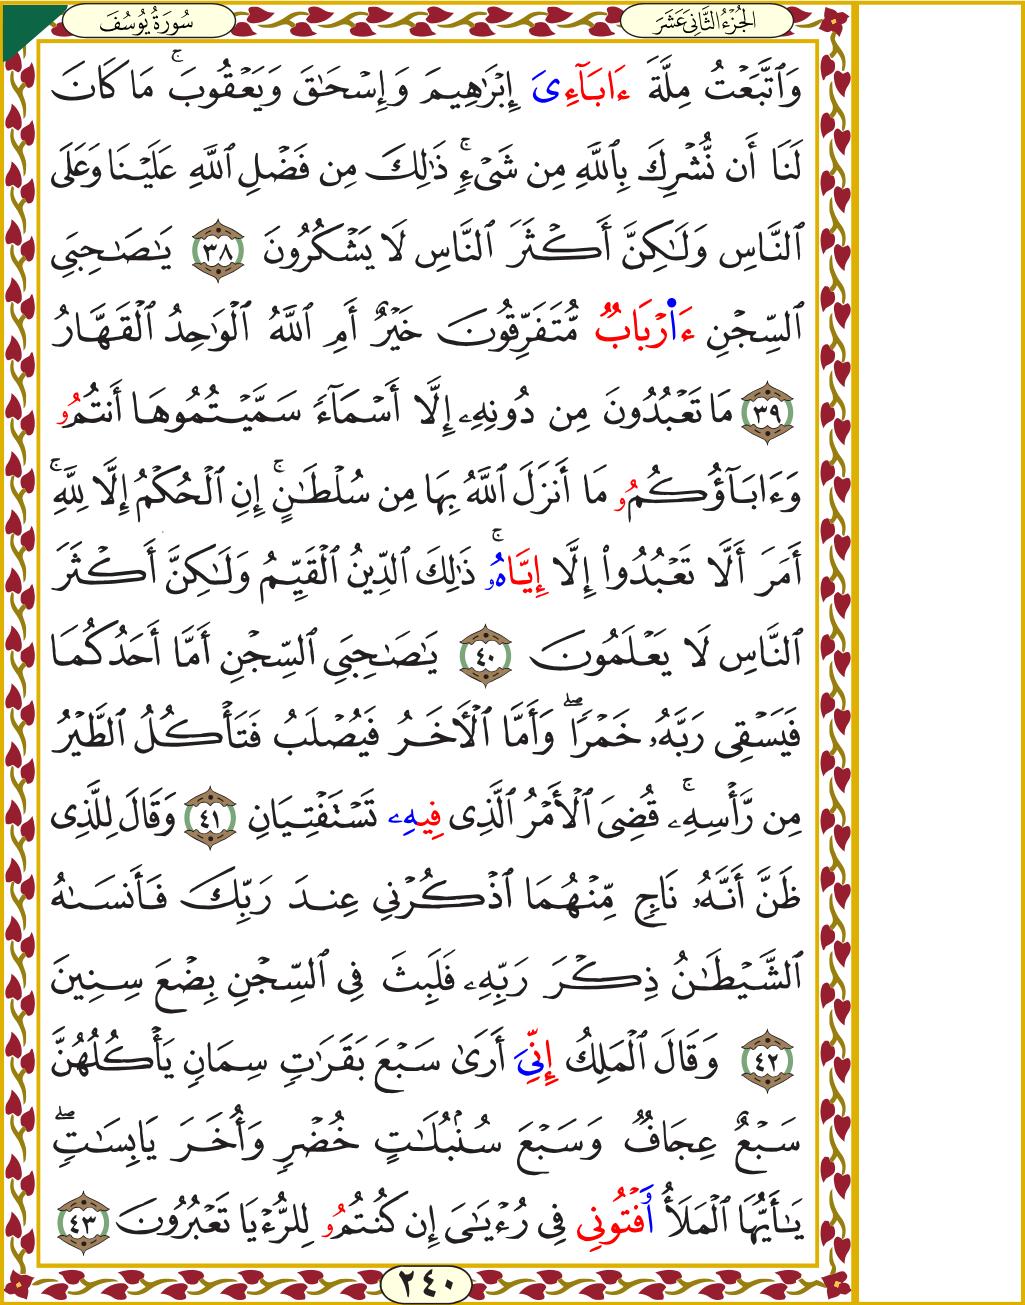 سُورَةُ يُوسُفَ
الجُزْءُ الثَّانِي عَشَرَ
وَٱتَّبَعْتُ مِلَّةَ ءَابَآءِىَ إِبْرَٰهِيمَ وَإِسْحَٰقَ وَيَعْقُوبَ ۚ مَا كَانَ
لَنَا أَن نُّشْرِكَ بِٱللَّهِ مِن شَىْءٍ ۚ ذَٰلِكَ مِن فَضْلِ ٱللَّهِ عَلَيْنَا وَعَلَى
ٱلنَّاسِ وَلَٰكِنَّ أَكْثَرَ ٱلنَّاسِ لَا يَشْكُرُونَ ٣٨ يَٰصَٰحِبَىِ
ٱلسِّجْنِ ءَا۬رْبَابٌ مُّتَفَرِّقُونَ خَيْرٌ أَمِ ٱللَّهُ ٱلْوَٰحِدُ ٱلْقَهَّارُ
٣٩ مَا تَعْبُدُونَ مِن دُونِهِۦ إِلَّا أَسْمَآءً سَمَّيْتُمُوهَا أَنتُمُۥ
وَءَابَآؤُكُمُۥ مَا أَنزَلَ ٱللَّهُ بِهَا مِن سُلْطَٰنٍ ۚ إِنِ ٱلْحُكْمُ إِلَّا لِلَّهِ ۚ
أَمَرَ أَلَّا تَعْبُدُوا۟ إِلَّا إِيَّاهُۥ ۚ ذَٰلِكَ ٱلدِّينُ ٱلْقَيِّمُ وَلَٰكِنَّ أَكْثَرَ
ٱلنَّاسِ لَا يَعْلَمُونَ ٤٠ يَٰصَٰحِبَىِ ٱلسِّجْنِ أَمَّا أَحَدُكُمَا
فَيَسْقِى رَبَّهُۥ خَمْرًا ۖ وَأَمَّا ٱلْأَخَرُ فَيُصْلَبُ فَتَأْكُلُ ٱلطَّيْرُ
مِن رَّأْسِهِۦ ۚ قُضِىَ ٱلْأَمْرُ ٱلَّذِى فِيهِۦ تَسْتَفْتِيَانِ ٤١ وَقَالَ لِلَّذِى
ظَنَّ أَنَّهُۥ نَاجٍ مِّنْهُمَا ٱذْكُرْنِى عِندَ رَبِّكَ فَأَنسَىٰهُ
ٱلشَّيْطَٰنُ ذِكْرَ رَبِّهِۦ فَلَبِثَ فِى ٱلسِّجْنِ بِضْعَ سِنِينَ
٤٢ وَقَالَ ٱلْمَلِكُ إِنِّىَ أَرَىٰ سَبْعَ بَقَرَٰتٍ سِمَانٍ يَأْكُلُهُنَّ
سَبْعٌ عِجَافٌ وَسَبْعَ سُنۢبُلَٰتٍ خُضْرٍ وَأُخَرَ يَابِسَٰتٍ ۖ
يَٰأَيُّهَا ٱلْمَلَأُ وَفْتُونِى فِى رُءْيَٰىَ إِن كُنتُمُۥ لِلرُّءْيَا تَعْبُرُونَ ٤٣
٢٤٠